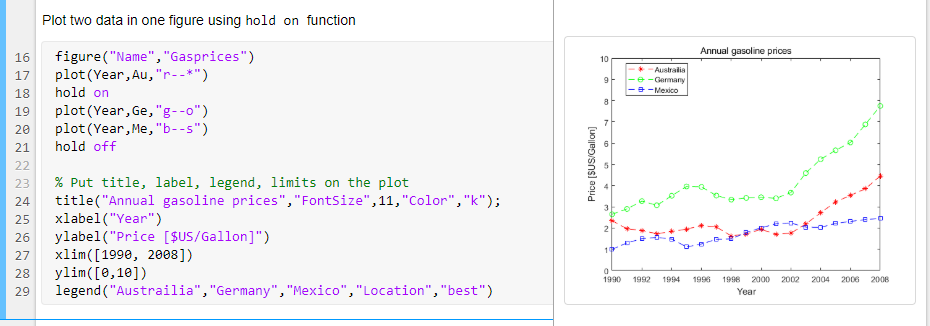 Plot two data in one figure using hold on function
16 figure("Name","Gasprices")
17 plot(Year,Au,"r--*")
18 hold on
19 plot(Year,Ge,"g--o")
20 plot(Year,Me,"b--s")
21 hold off
22
23 % Put title, label, legend, limits on the plot
24 title("Annual gasoline prices","FontSize",11,"Color","k");
25 xlabel("Year")
26 ylabel("Price [$US/Gallon]")
27 xlim([1990, 2008])
28 ylim([0,10])
29 legend("Austrailia","Germany","Mexico","Location","best")
Annual gasoline prices
Austrailia
Germany
Mexico
Price [$US/Gallon]
10
9
8
7
6
5
4
3
2
1
0
1990 1992 1994 1996 1998 2000 2002 2004 2006 2008
Year